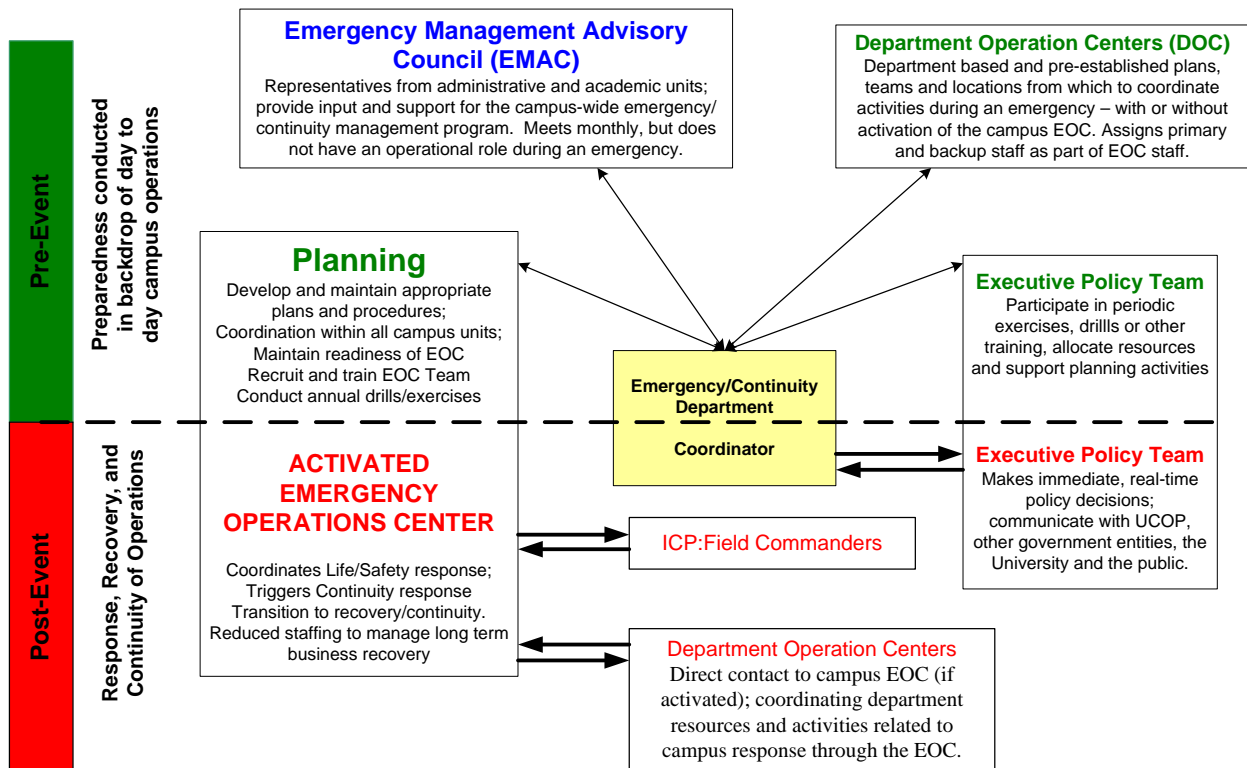 Emergency Management Advisory
Council (EMAC)
Representatives from administrative and academic units;
provide input and support for the campus-wide emergency/
continuity management program.  Meets monthly, but does
not have an operational role during an emergency.
Department Operation Centers (DOC)
Department based and pre-established plans,
teams and locations from which to coordinate
activities during an emergency – with or without
activation of the campus EOC. Assigns primary
and backup staff as part of EOC staff.
Pre-Event
Preparedness conducted
in backdrop of day to
day campus operations
Planning
Develop and maintain appropriate
plans and procedures;
Coordination within all campus units;
Maintain readiness of EOC
Recruit and train EOC Team
Conduct annual drills/exercises
Emergency/Continuity
Department
Coordinator
Executive Policy Team
Participate in periodic
exercises, drillls or other
training, allocate resources
and support planning activities
Post-Event
Response, Recovery, and
Continuity of Operations
ACTIVATED
EMERGENCY
OPERATIONS CENTER
Coordinates Life/Safety response;
Triggers Continuity response
Transition to recovery/continuity.
Reduced staffing to manage long term
business recovery
ICP:Field Commanders
Executive Policy Team
Makes immediate, real-time
policy decisions;
communicate with UCOP,
other government entities, the
University and the public.
Department Operation Centers
Direct contact to campus EOC (if
activated); coordinating department
resources and activities related to
campus response through the EOC.